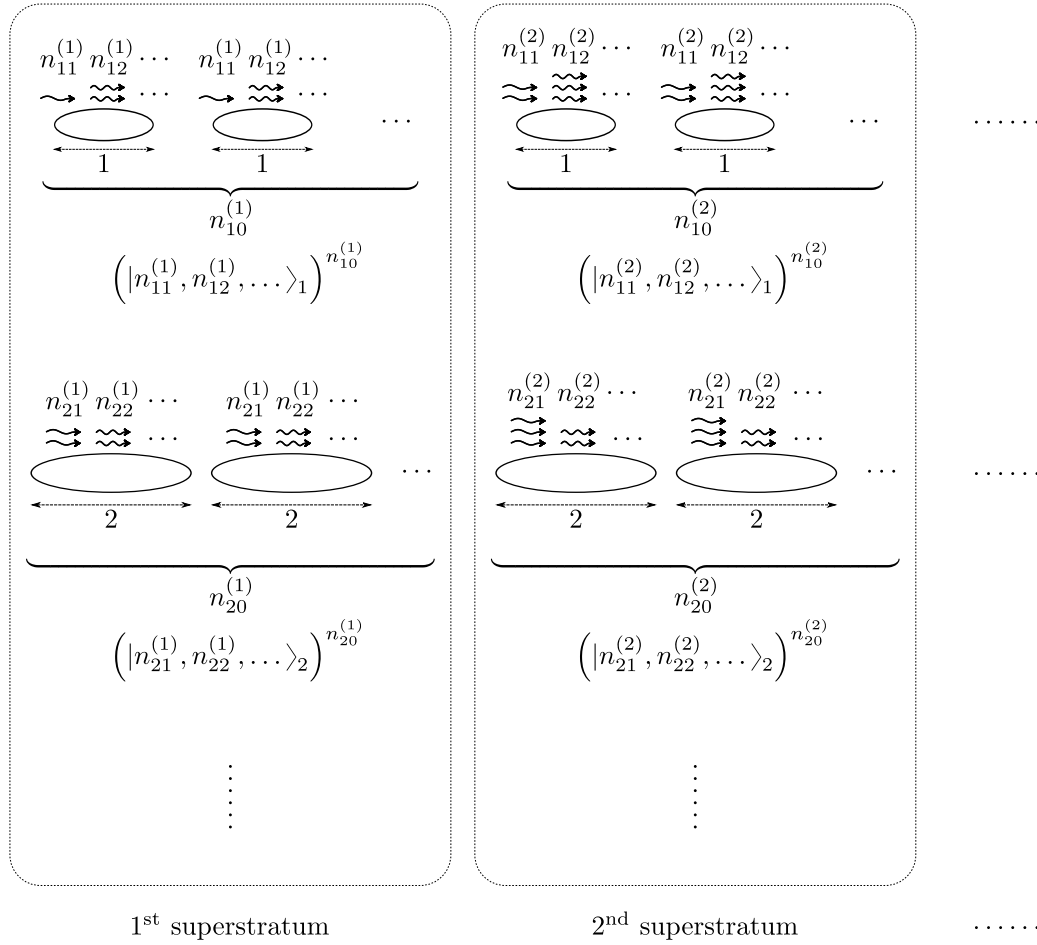 n_{11}^{(1)} n_{12}^{(1)} ··· n_{11}^{(1)} n_{12}^{(1)} ···
··· ···
···
1 1
n_{10}^{(1)}
(|n_{11}^{(1)}, n_{12}^{(1)}, ...⟩_1)^{n_{10}^{(1)}}
n_{21}^{(1)} n_{22}^{(1)} ··· n_{21}^{(1)} n_{22}^{(1)} ···
··· ···
···
2 2
n_{20}^{(1)}
(|n_{21}^{(1)}, n_{22}^{(1)}, ...⟩_2)^{n_{20}^{(1)}}
······
1st superstratum
n_{11}^{(2)} n_{12}^{(2)} ··· n_{11}^{(2)} n_{12}^{(2)} ···
··· ···
···
1 1
n_{10}^{(2)}
(|n_{11}^{(2)}, n_{12}^{(2)}, ...⟩_1)^{n_{10}^{(2)}}
n_{21}^{(2)} n_{22}^{(2)} ··· n_{21}^{(2)} n_{22}^{(2)} ···
··· ···
···
2 2
n_{20}^{(2)}
(|n_{21}^{(2)}, n_{22}^{(2)}, ...⟩_2)^{n_{20}^{(2)}}
······
2nd superstratum
······
······
······